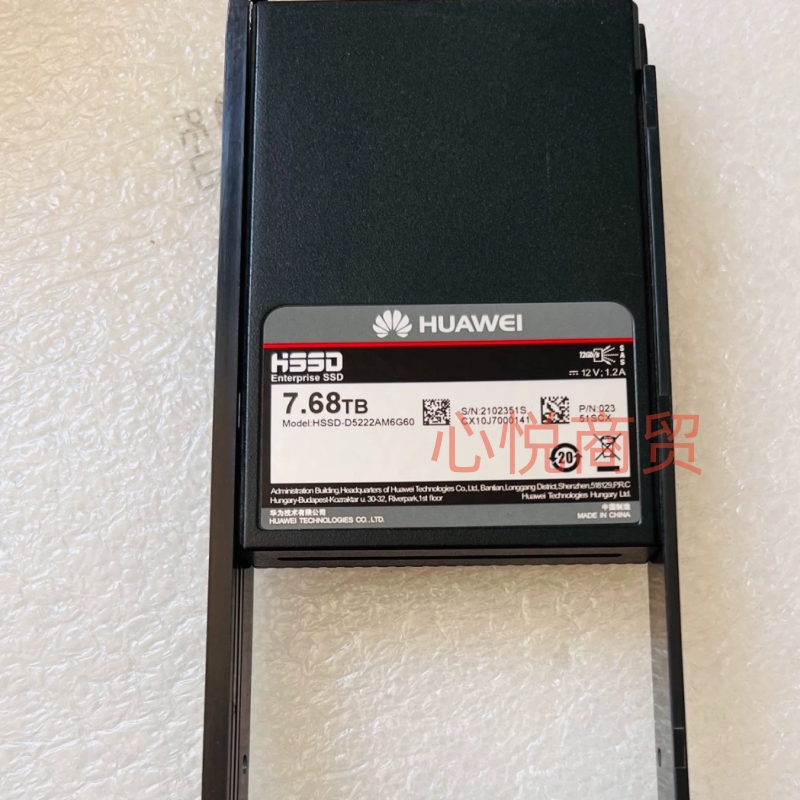 PE-LD
HUAWEI
HSSD
Enterprise SSD
12Gb/s
SAS
12V; 1.2A
7.68TB
Model:HSSD-D5222AM6G60
S/N:2102351S
CX10J7000141
P/N:023
51SCX
20
心悦商贸
Administration Building,Headquarters of Huawei Technologies Co.,Ltd, Bantian,Longgang District,Shenzhen,518129,P.R.C
Hungary-Budapest-Kozraktar u. 30-32, Riverpark,1st floor
Huawei Technologies Hungary Ltd.
华为技术有限公司
HUAWEI TECHNOLOGIES CO.,LTD.
中国制造
MADE IN CHINA